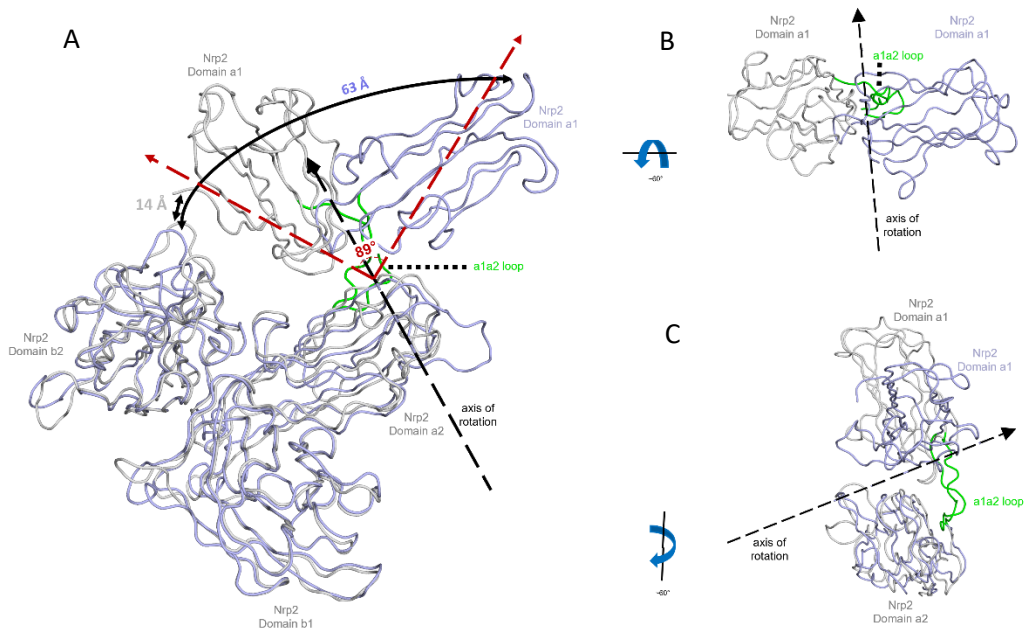 A
Nrp2
Domain a1
63 Å
Nrp2
Domain a1
14 Å
89°
a1a2 loop
Nrp2
Domain b2
axis of
rotation
Nrp2
Domain a2
Nrp2
Domain b1
B
Nrp2
Domain a1
Nrp2
Domain a1
a1a2 loop
~60°
axis of
rotation
C
Nrp2
Domain a1
Nrp2
Domain a1
a1a2 loop
axis of
rotation
~60°
Nrp2
Domain a2